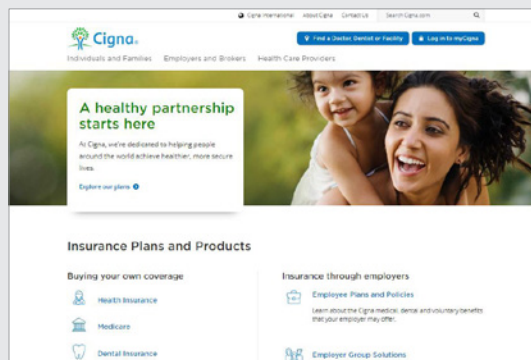 Cigna International About Cigna Contact Us Search Cigna.com
Cigna®
Find a Doctor, Dentist or Facility
Log in to myCigna
Individuals and Families Employers and Brokers Health Care Providers
A healthy partnership
starts here
At Cigna, we're dedicated to helping people
around the world achieve healthier, more secure
lives.
Explore our plans
Insurance Plans and Products
Buying your own coverage
Health Insurance
Medicare
Dental Insurance
Insurance through employers
Employee Plans and Policies
Learn about the Cigna medical, dental and voluntary benefits
that your employer may offer.
Employer Group Solutions